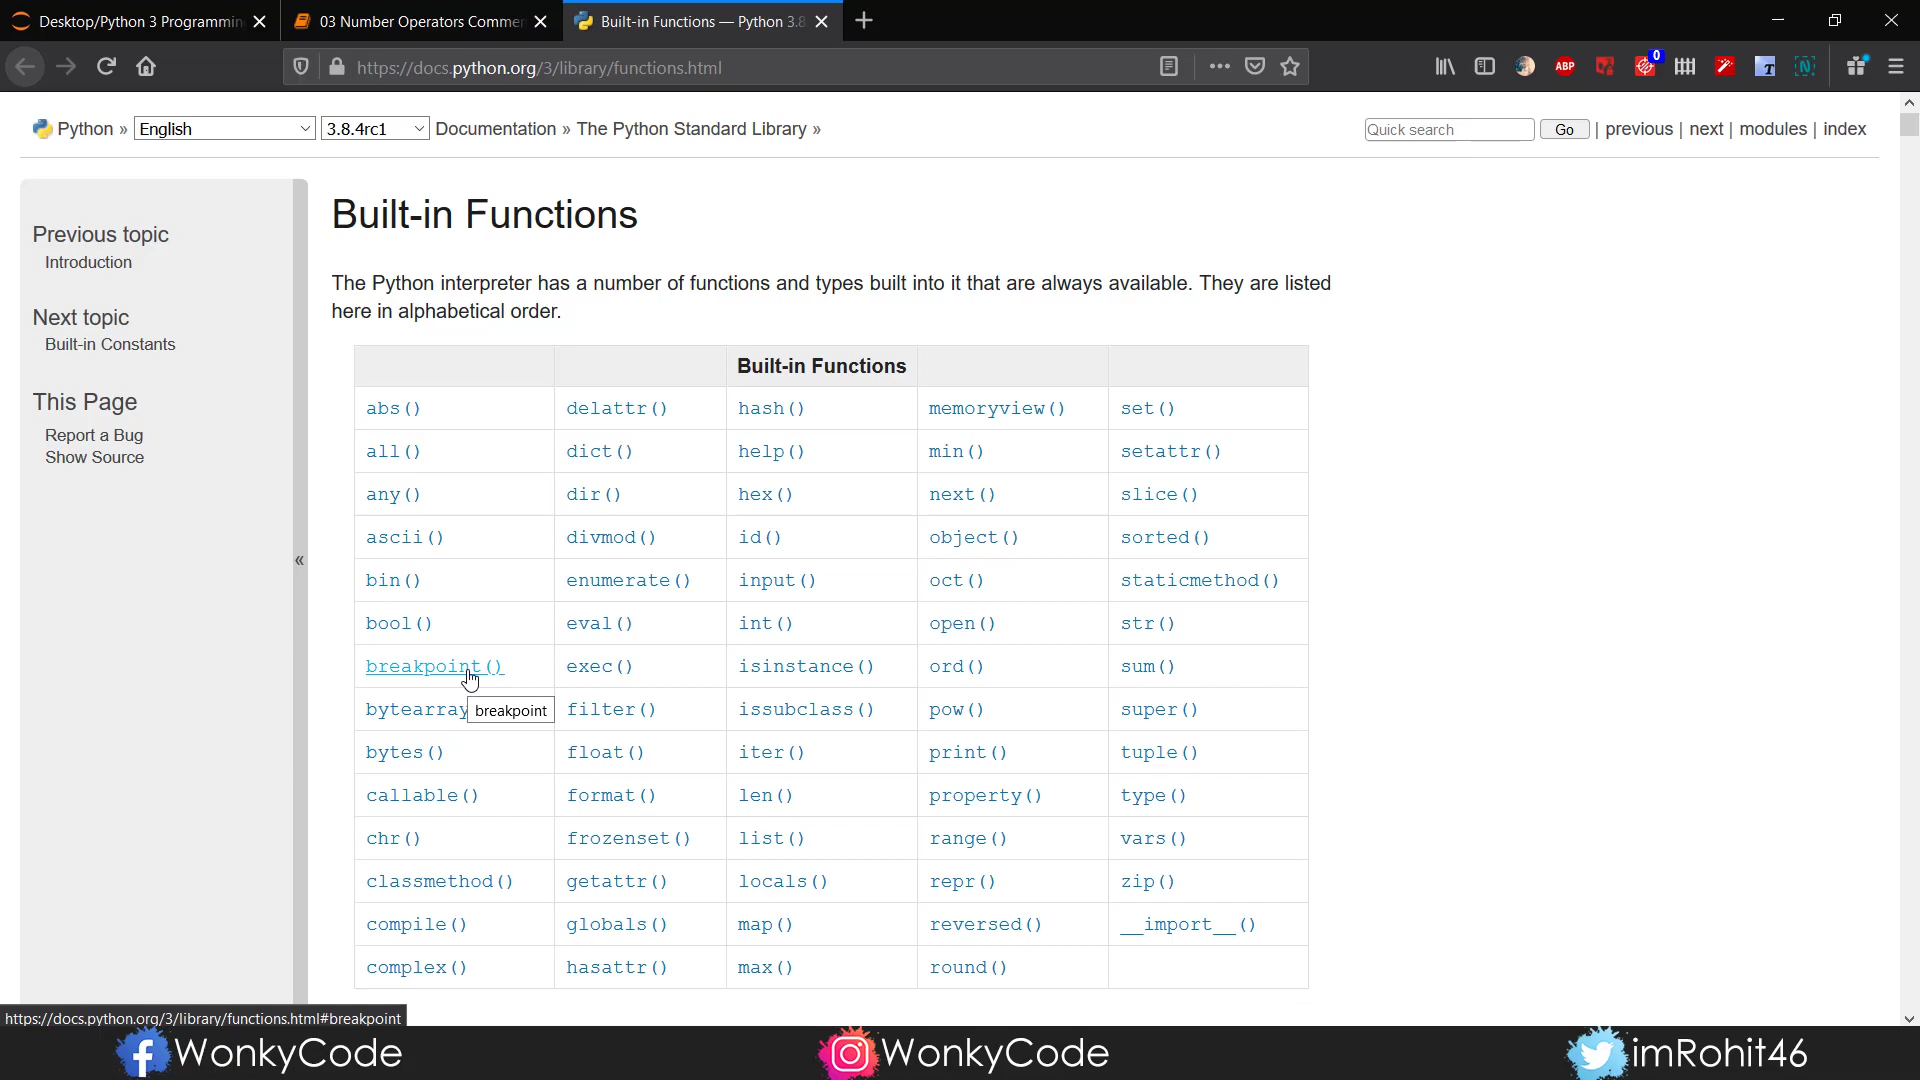 Desktop/Python 3 Programmin
03 Number Operators Comme
Built-in Functions — Python 3.8
https://docs.python.org/3/library/functions.html
ABP
0
T
N
Python »
English
3.8.4rc1
Documentation » The Python Standard Library »
Quick search
Go
| previous | next | modules | index
Previous topic
Introduction
Next topic
Built-in Constants
This Page
Report a Bug
Show Source
«
Built-in Functions
The Python interpreter has a number of functions and types built into it that are always available. They are listed
here in alphabetical order.
Built-in Functions
abs() delattr() hash() memoryview() set()
all() dict() help() min() setattr()
any() dir() hex() next() slice()
ascii() divmod() id() object() sorted()
bin() enumerate() input() oct() staticmethod()
bool() eval() int() open() str()
breakpoint() exec() isinstance() ord() sum()
bytearray filter() issubclass() pow() super()
breakpoint
bytes() float() iter() print() tuple()
callable() format() len() property() type()
chr() frozenset() list() range() vars()
classmethod() getattr() locals() repr() zip()
compile() globals() map() reversed() __import__()
complex() hasattr() max() round()
https://docs.python.org/3/library/functions.html#breakpoint
WonkyCode
WonkyCode
imRohit46